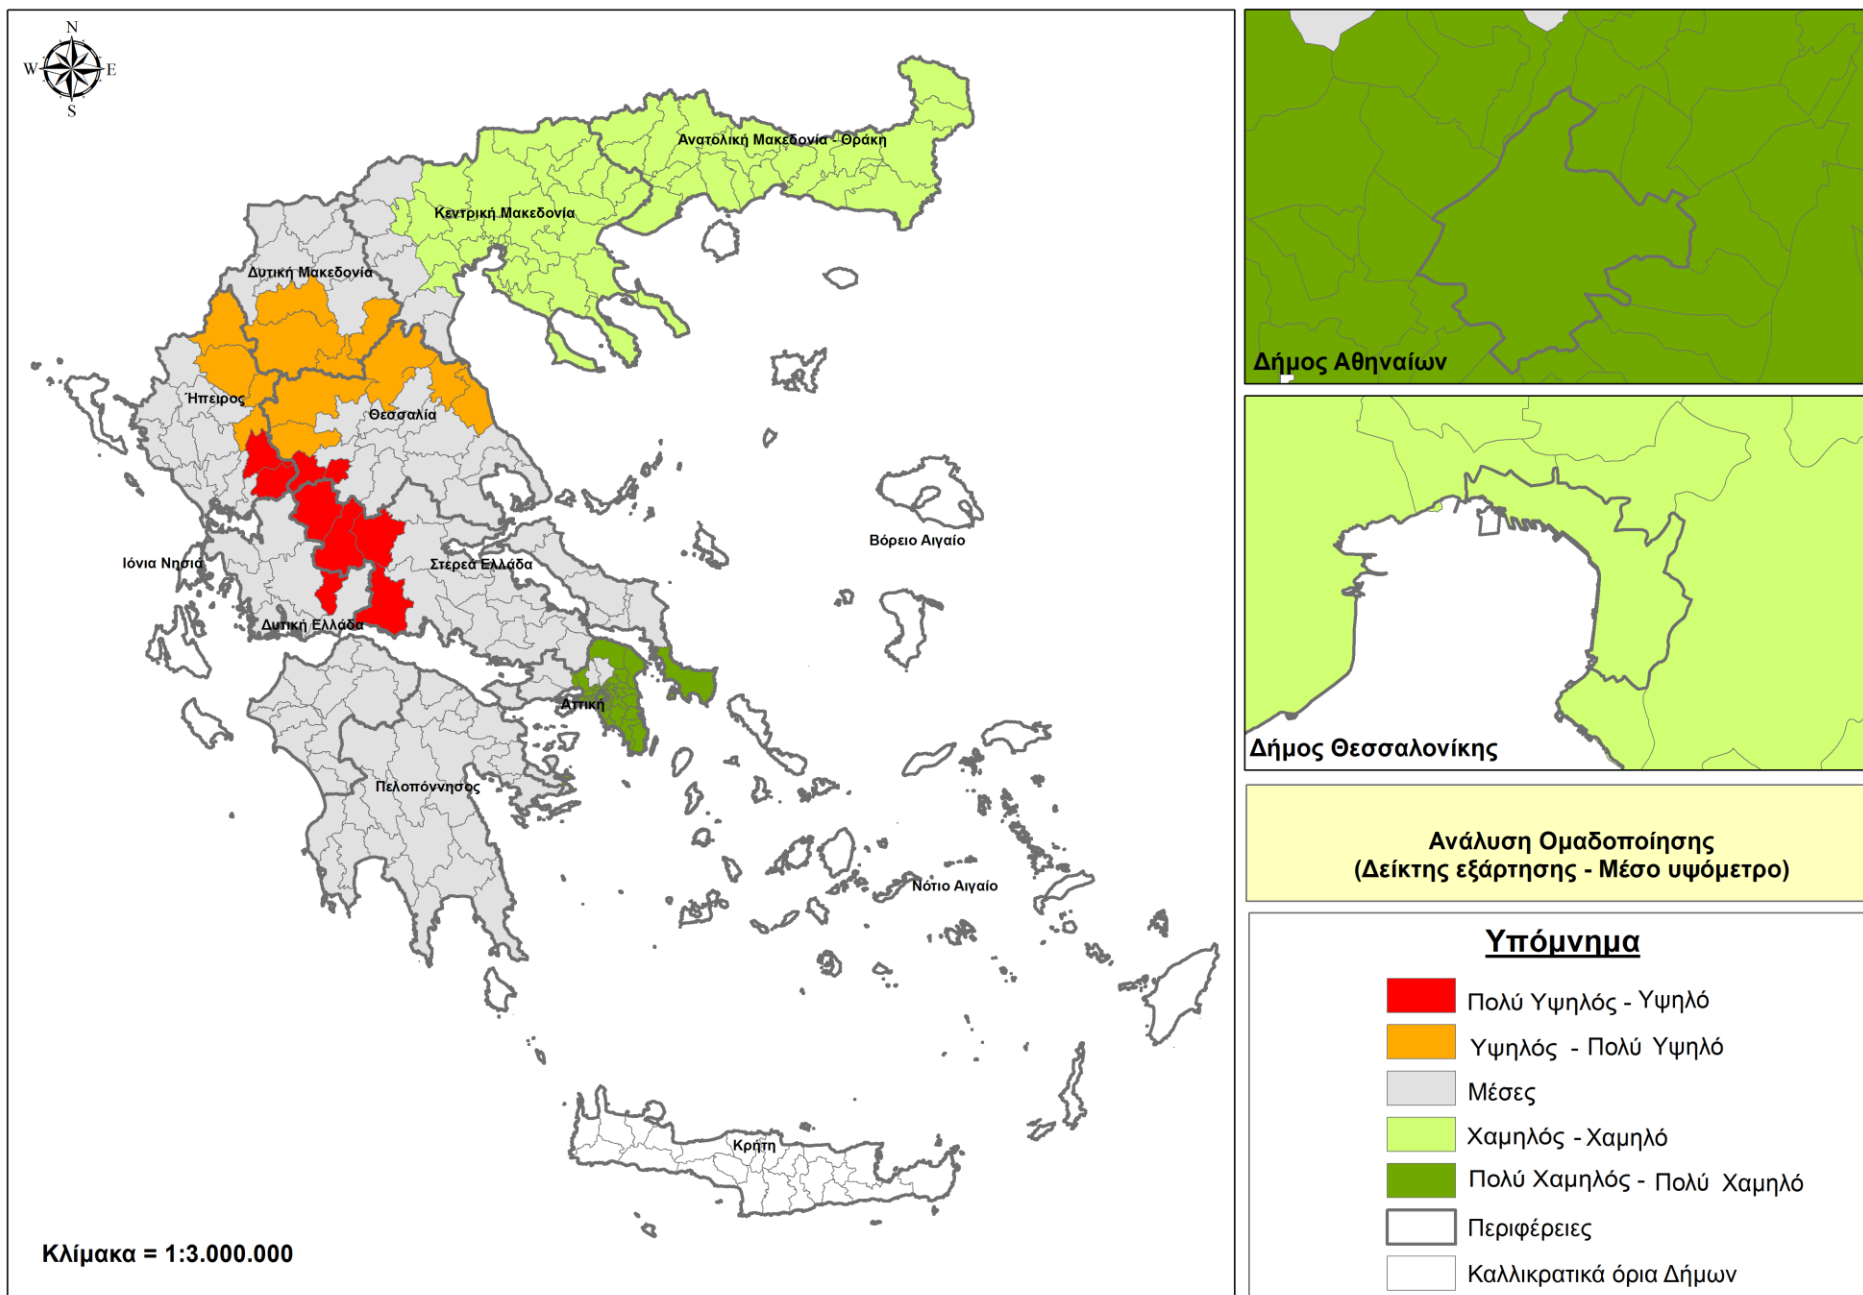 N
W E
S
Ανατολική Μακεδονία - Θράκη
Κεντρική Μακεδονία
Δυτική Μακεδονία
Ήπειρος
Θεσσαλία
Βόρειο Αιγαίο
Ιόνια Νησιά
Στερεά Ελλάδα
Δυτική Ελλάδα
Αττική
Πελοπόννησος
Νότιο Αιγαίο
Κρήτη
Κλίμακα = 1:3.000.000
Δήμος Αθηναίων
Δήμος Θεσσαλονίκης
Ανάλυση Ομαδοποίησης
(Δείκτης εξάρτησης - Μέσο υψόμετρο)
Υπόμνημα
Πολύ Υψηλός - Υψηλό
Υψηλός - Πολύ Υψηλό
Μέσες
Χαμηλός - Χαμηλό
Πολύ Χαμηλός - Πολύ Χαμηλό
Περιφέρειες
Καλλικρατικά όρια Δήμων